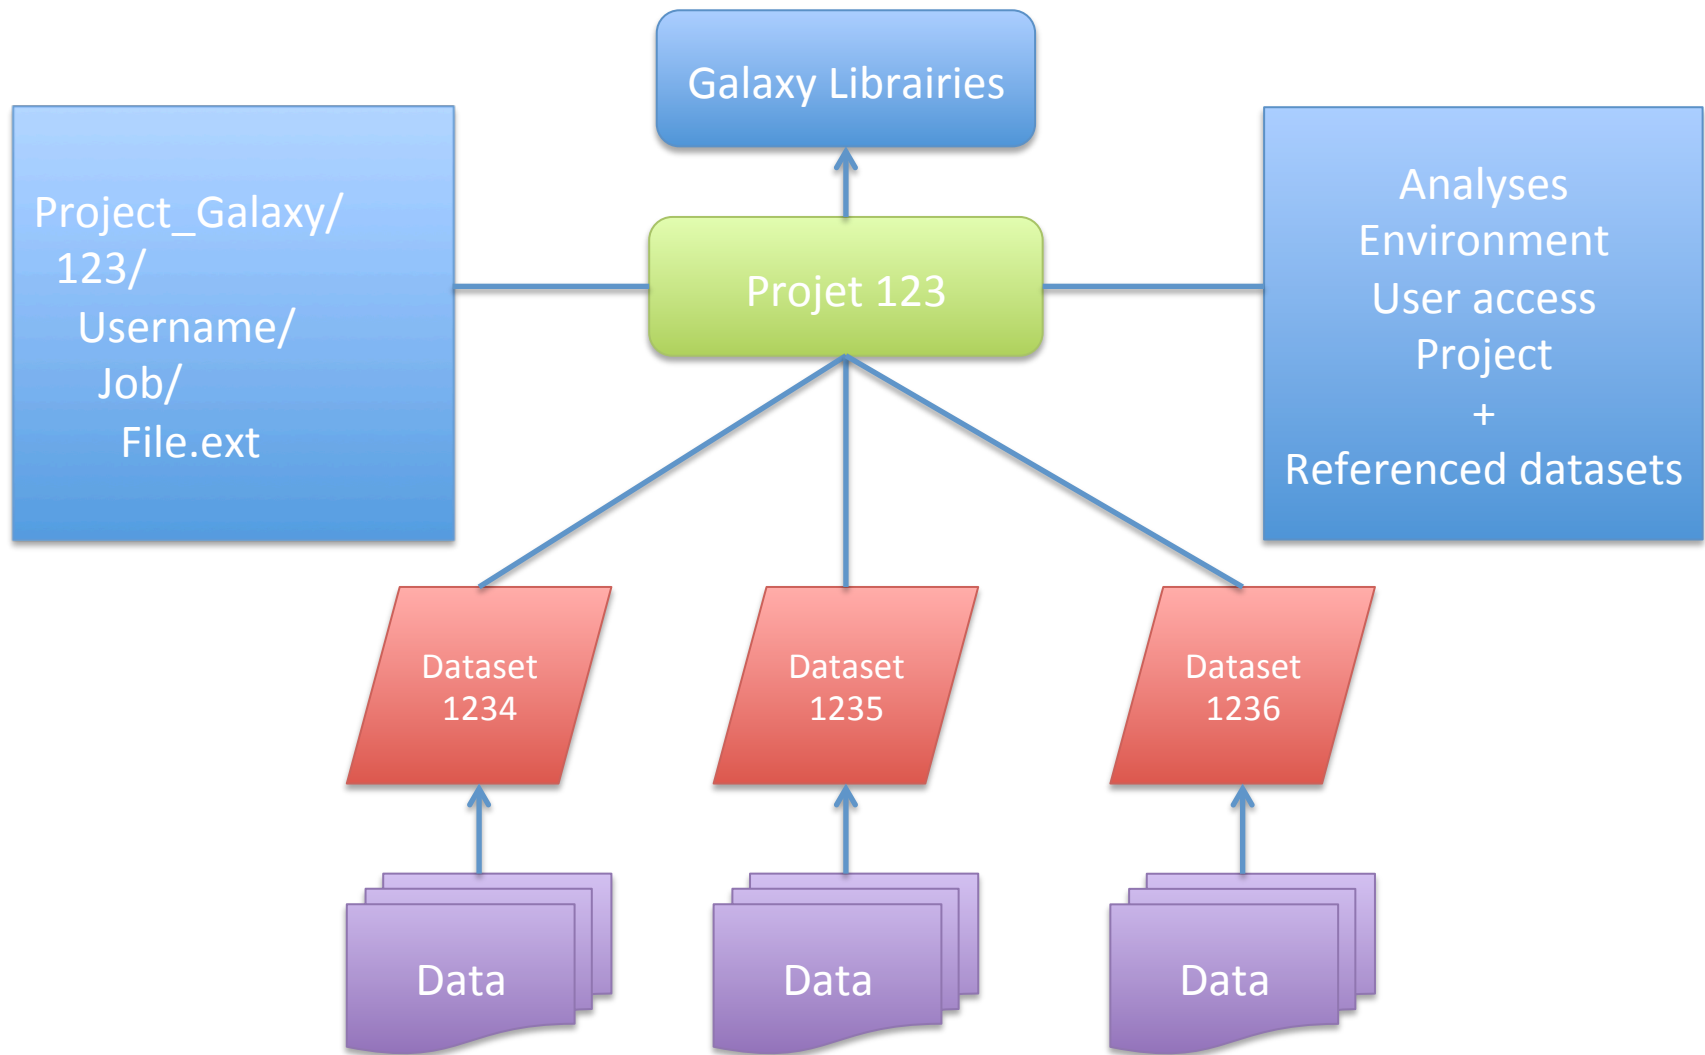 Galaxy Librairies
Project_Galaxy/
123/
Username/
Job/
File.ext
Projet 123
Analyses
Environment
User access
Project
+
Referenced datasets
Dataset
1234
Dataset
1235
Dataset
1236
Data
Data
Data